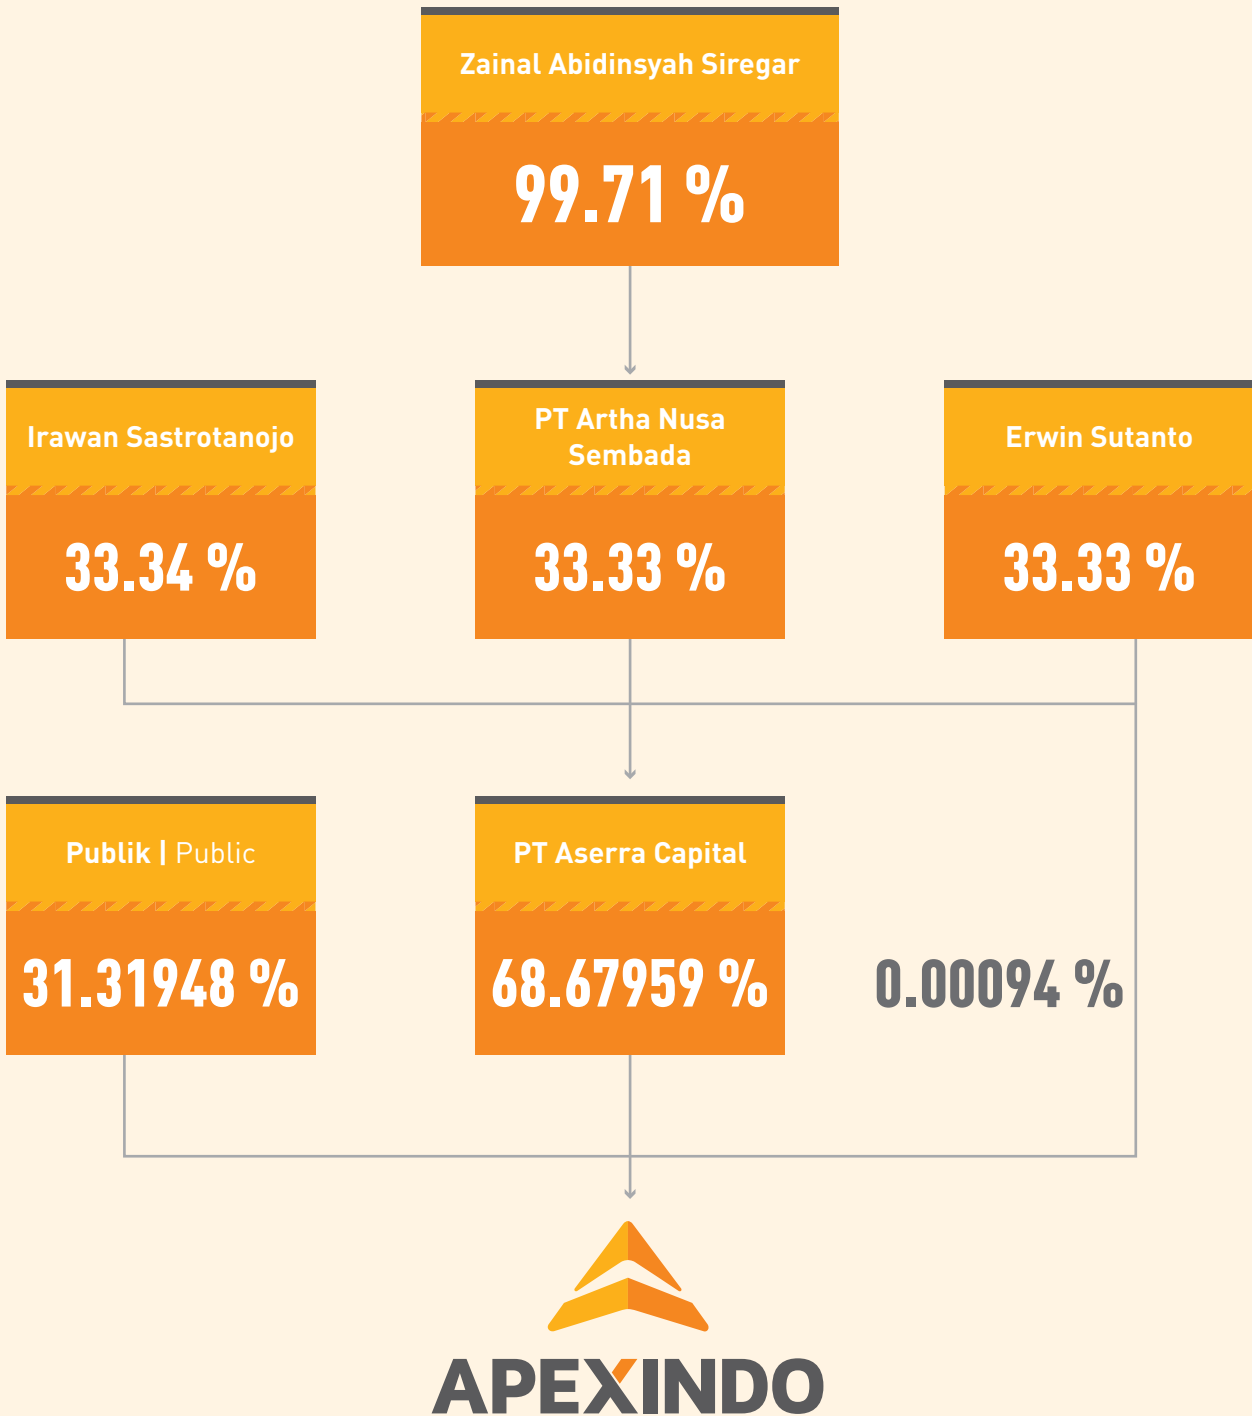 Zainal Abidinsyah Siregar
99.71 %
Irawan Sastrotanojo
33.34 %
PT Artha Nusa
Sembada
33.33 %
Erwin Sutanto
33.33 %
Publik | Public
31.31948 %
PT Aserra Capital
68.67959 %
0.00094 %
APEXINDO